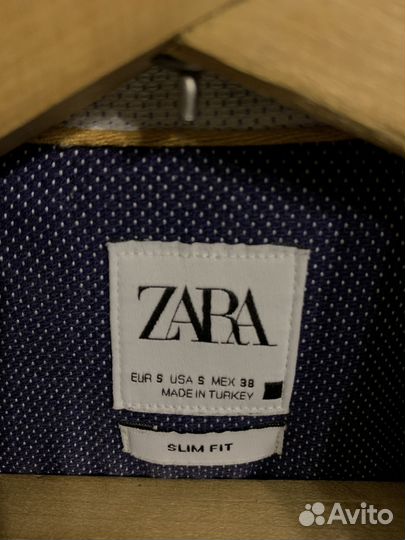 ZARA
EUR S USA S MEX 38
MADE IN TURKEY
SLIM FIT
Avito